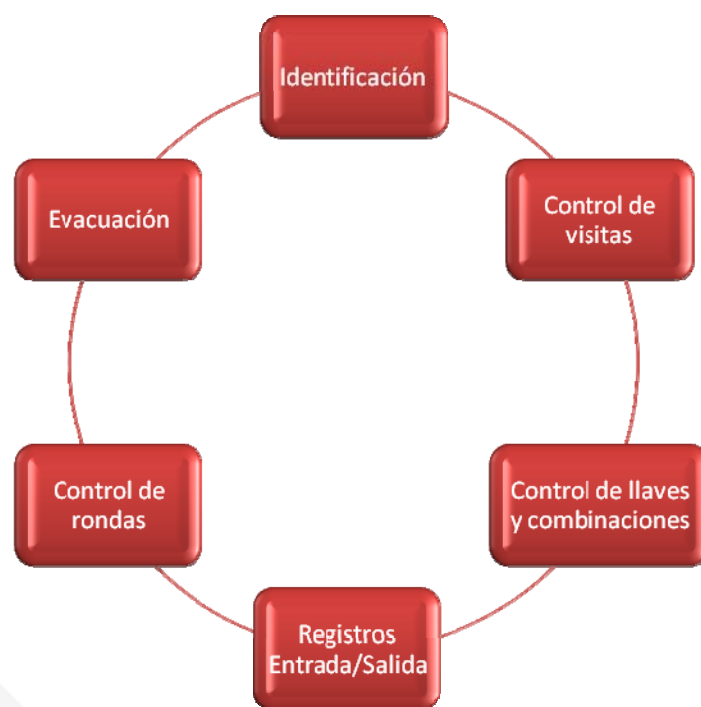 Identificación
Control de
visitas
Control de llaves
y combinaciones
Registros
Entrada/Salida
Control de
rondas
Evacuación